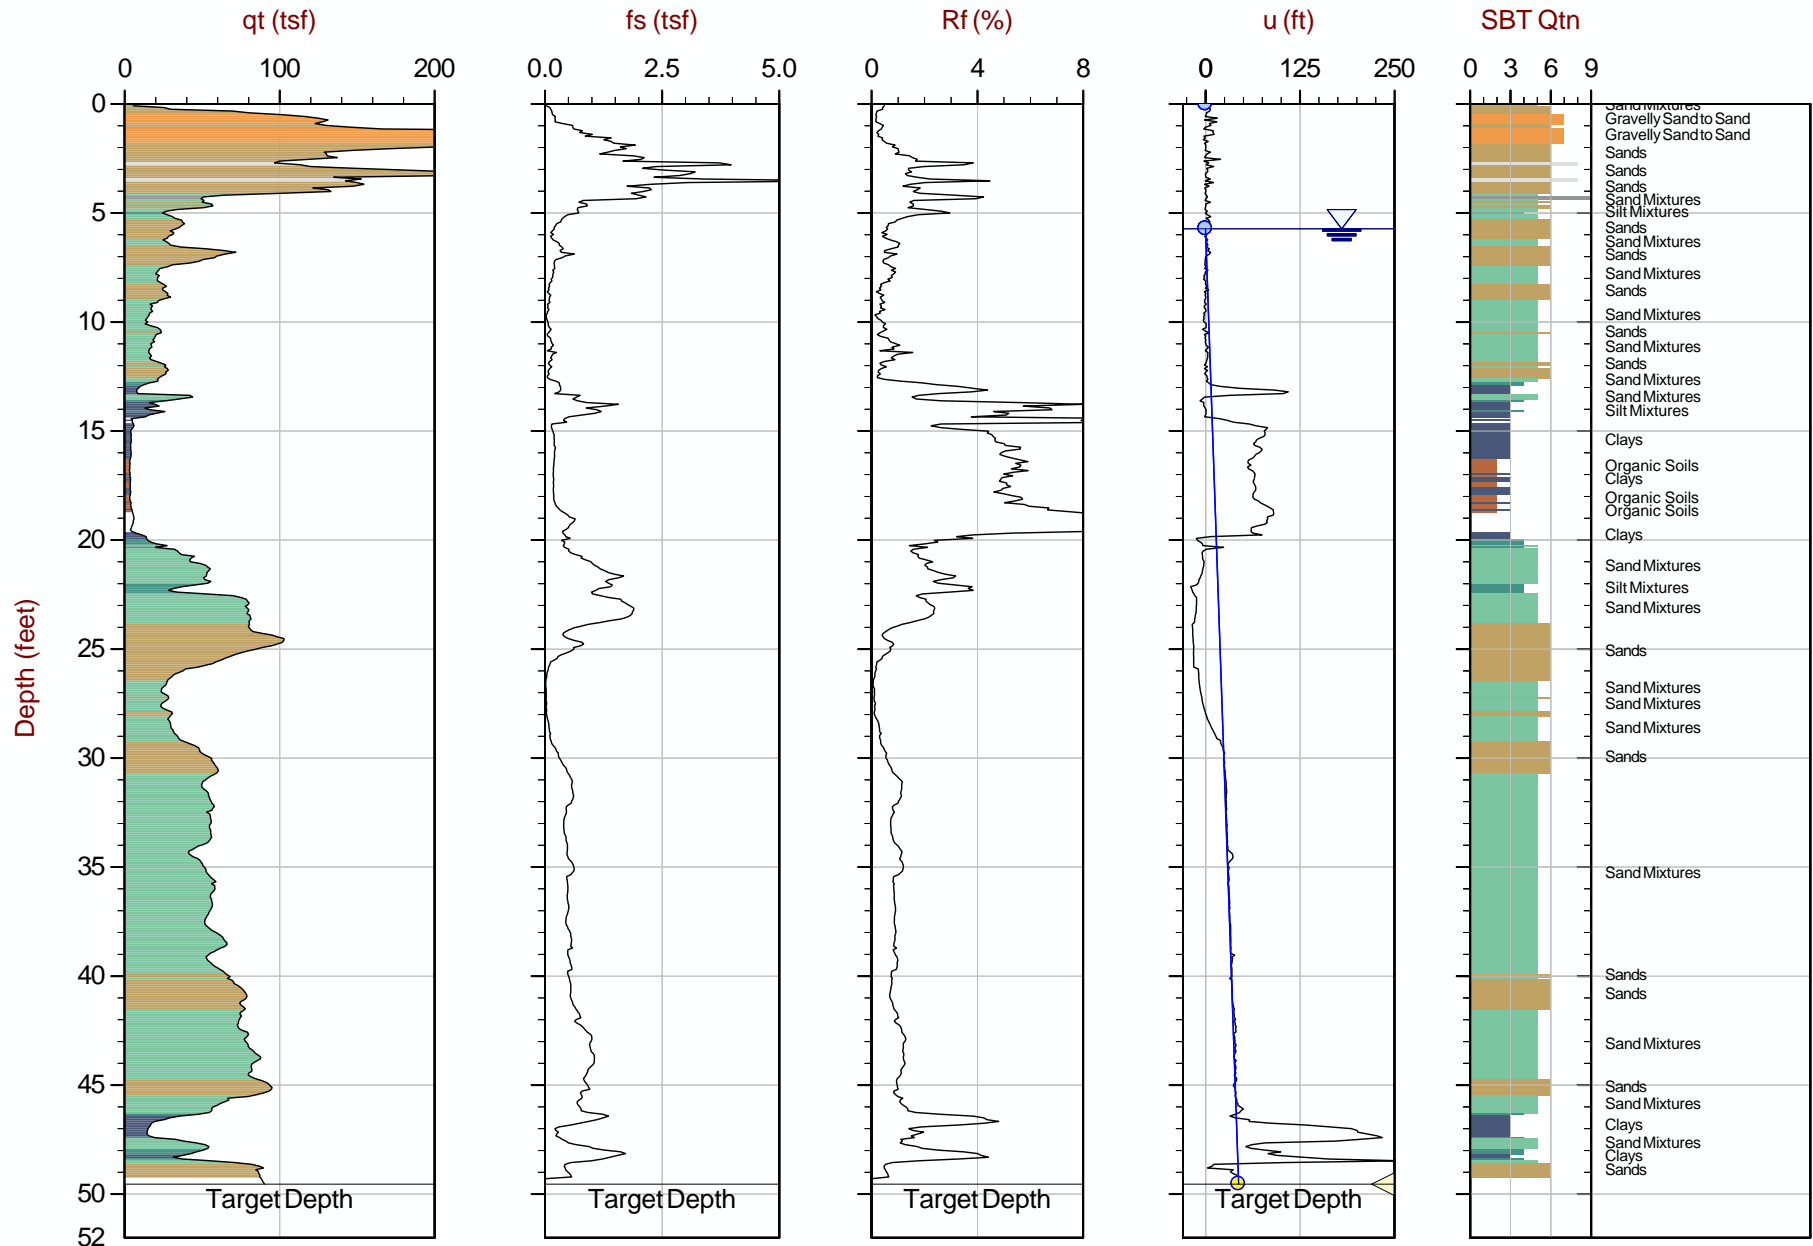 qt (tsf) fs (tsf) Rf (%) u (ft) SBT Qtn
0 100 200 0.0 2.5 5.0 0 4 8 0 125 250 0 3 6 9
0
Sand Mixtures
Gravelly Sand to Sand
Gravelly Sand to Sand
Sands
Sands
Sands
Sand Mixtures
Silt Mixtures
5
Sands
Sand Mixtures
Sands
Sand Mixtures
Sands
Sand Mixtures
10
Sands
Sand Mixtures
Sands
Sand Mixtures
Sand Mixtures
Silt Mixtures
15
Clays
Organic Soils
Clays
Organic Soils
Organic Soils
Clays
20
Sand Mixtures
Silt Mixtures
Sand Mixtures
25
Sands
Depth (feet)
Sand Mixtures
Sand Mixtures
Sand Mixtures
30
Sands
35
Sand Mixtures
40
Sands
Sands
Sand Mixtures
45
Sands
Sand Mixtures
Clays
Sand Mixtures
Clays
Sands
50
Target Depth Target Depth Target Depth Target Depth
52